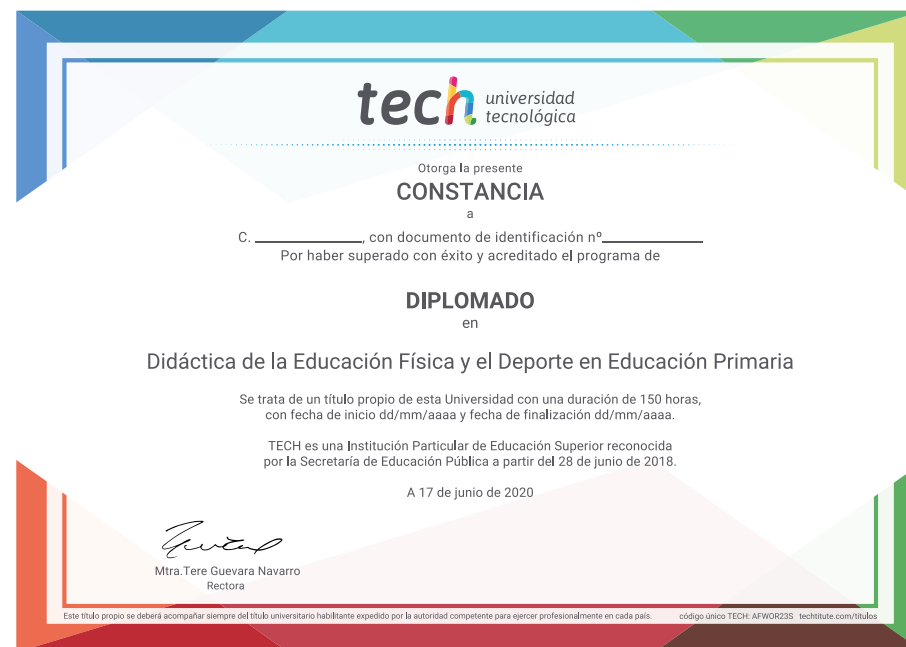 tech universidad
tecnológica
Otorga la presente
CONSTANCIA
a
C. ____________, con documento de identificación nº____________
Por haber superado con éxito y acreditado el programa de
DIPLOMADO
en
Didáctica de la Educación Física y el Deporte en Educación Primaria
Se trata de un título propio de esta Universidad con una duración de 150 horas,
con fecha de inicio dd/mm/aaaa y fecha de finalización dd/mm/aaaa.
TECH es una Institución Particular de Educación Superior reconocida
por la Secretaría de Educación Pública a partir del 28 de junio de 2018.
A 17 de junio de 2020
Mtra.Tere Guevara Navarro
Rectora
Este título propio se deberá acompañar siempre del título universitario habilitante expedido por la autoridad competente para ejercer profesionalmente en cada país. código único TECH: AFWOR23S techtitute.com/titulos